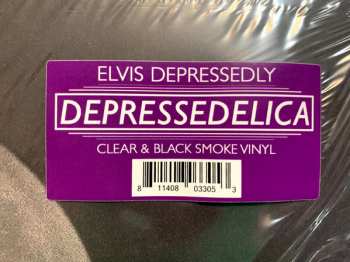 ELVIS DEPRESSEDLY
DEPRESSEDELICA
CLEAR & BLACK SMOKE VINYL
8 11408 03305 3